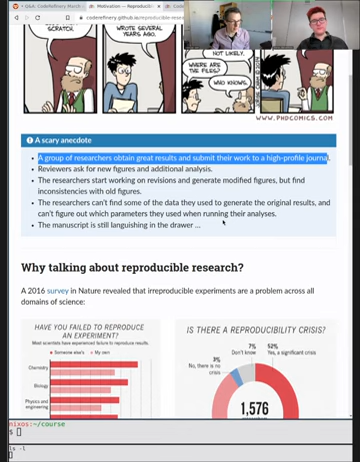 Motivation — Reproducib
SCRATCH.
WROTE SEVERAL
YEARS AGO.
NOT LIKELY.
WHERE ARE
THE FILES?
WHO KNOWS.
WWW.PHDCOMICS.COM
A scary anecdote
A group of researchers obtain great results and submit their work to a high-profile journal.
Reviewers ask for new figures and additional analysis.
The researchers start working on revisions and generate modified figures, but find
inconsistencies with old figures.
The researchers can't find some of the data they used to generate the original results, and
can't figure out which parameters they used when running their analyses.
The manuscript is still languishing in the drawer ...
Why talking about reproducible research?
A 2016 survey in Nature revealed that irreproducible experiments are a problem across all
domains of science:
HAVE YOU FAILED TO REPRODUCE
AN EXPERIMENT?
Most scientists have experienced failure to reproduce results.
Someone else's My own
Chemistry
Biology
Physics and
engineering
IS THERE A REPRODUCIBILITY CRISIS?
7%
Don't know
52%
Yes, a significant crisis
3%
No, there is no
crisis
1,576
nixos:~/course
$
ls -l